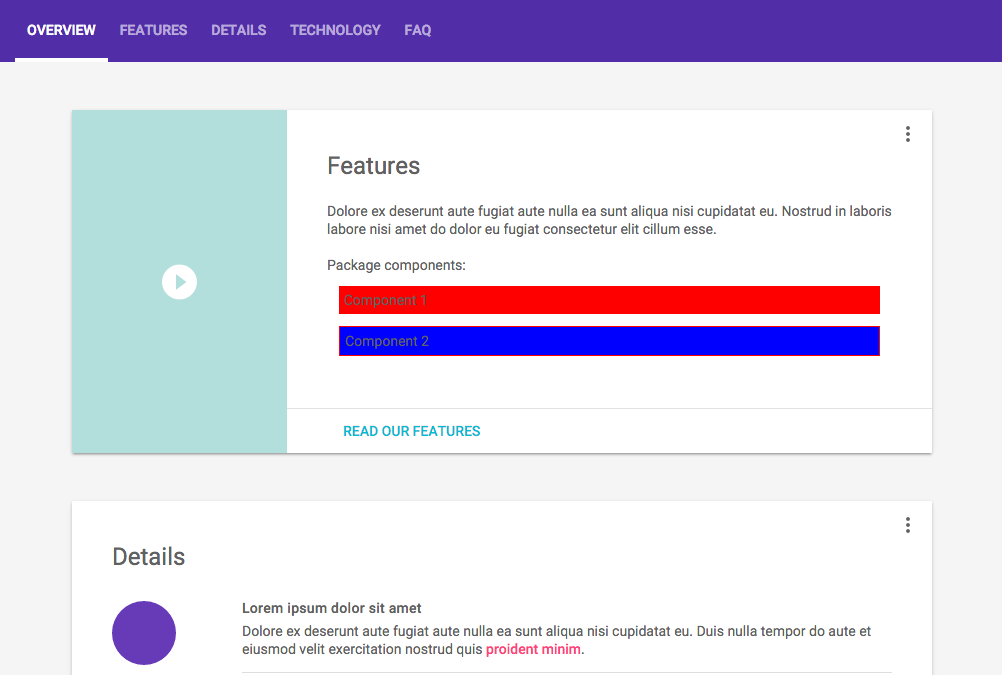 OVERVIEW FEATURES DETAILS TECHNOLOGY FAQ
Features
Dolore ex deserunt aute fugiat aute nulla ea sunt aliqua nisi cupidatat eu. Nostrud in laboris
labore nisi amet do dolor eu fugiat consectetur elit cillum esse.
Package components:
Component 1
Component 2
READ OUR FEATURES
Details
Lorem ipsum dolor sit amet
Dolore ex deserunt aute fugiat aute nulla ea sunt aliqua nisi cupidatat eu. Duis nulla tempor do aute et
eiusmod velit exercitation nostrud quis proident minim.